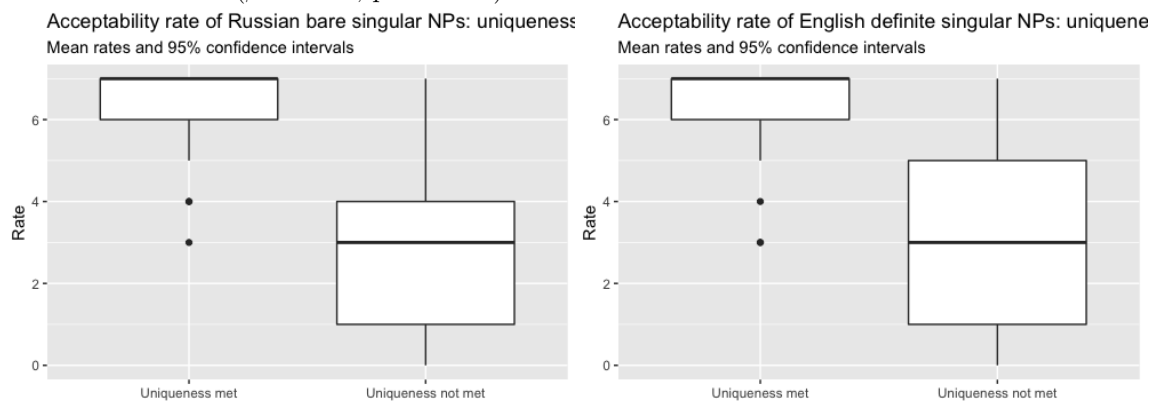 Acceptability rate of Russian bare singular NPs: uniqueness
Mean rates and 95% confidence intervals
Rate
6
4
2
0
Uniqueness met Uniqueness not met
Acceptability rate of English definite singular NPs: uniquene
Mean rates and 95% confidence intervals
Rate
6
4
2
0
Uniqueness met Uniqueness not met